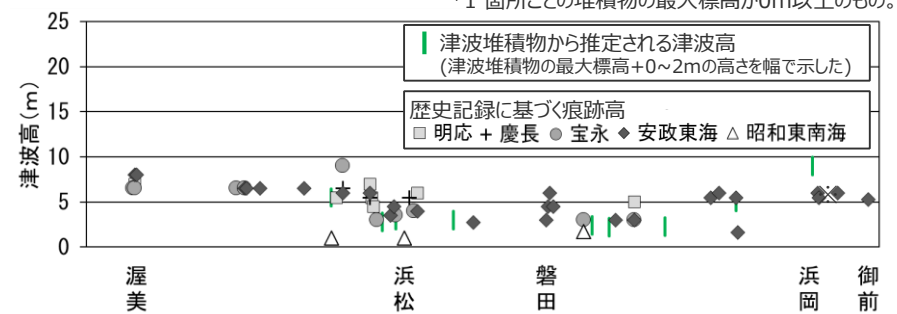 *1 箇所ごとの堆積物の最大標高が0m以上のもの。
津波堆積物から推定される津波高
(津波堆積物の最大標高+0~2mの高さを幅で示した)
歴史記録に基づく痕跡高
明応 + 慶長 宝永 安政東海 昭和東南海
津波高(m)
25
20
15
10
5
0
渥美
浜松
磐田
浜岡
御前